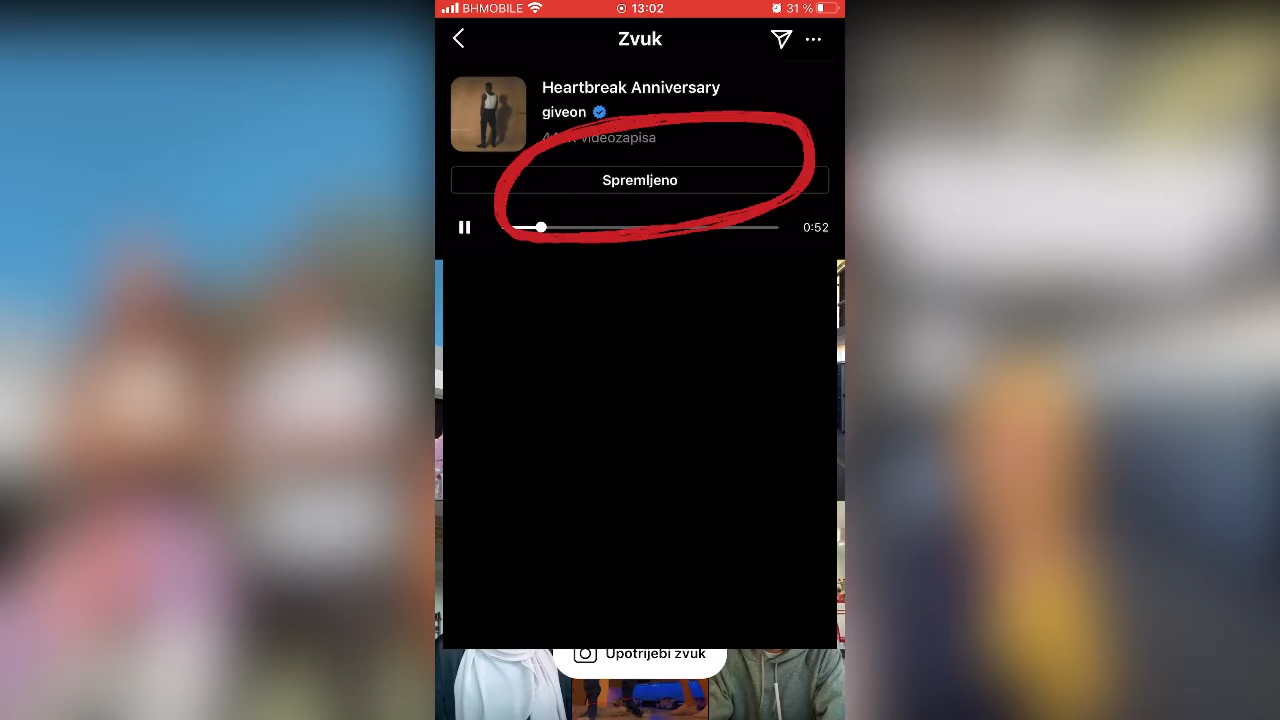 BHMOBILE 13:02 31 %
Zvuk
Heartbreak Anniversary
giveon
videozapisa
Spremljeno
0:52
Upotrijebi zvuk